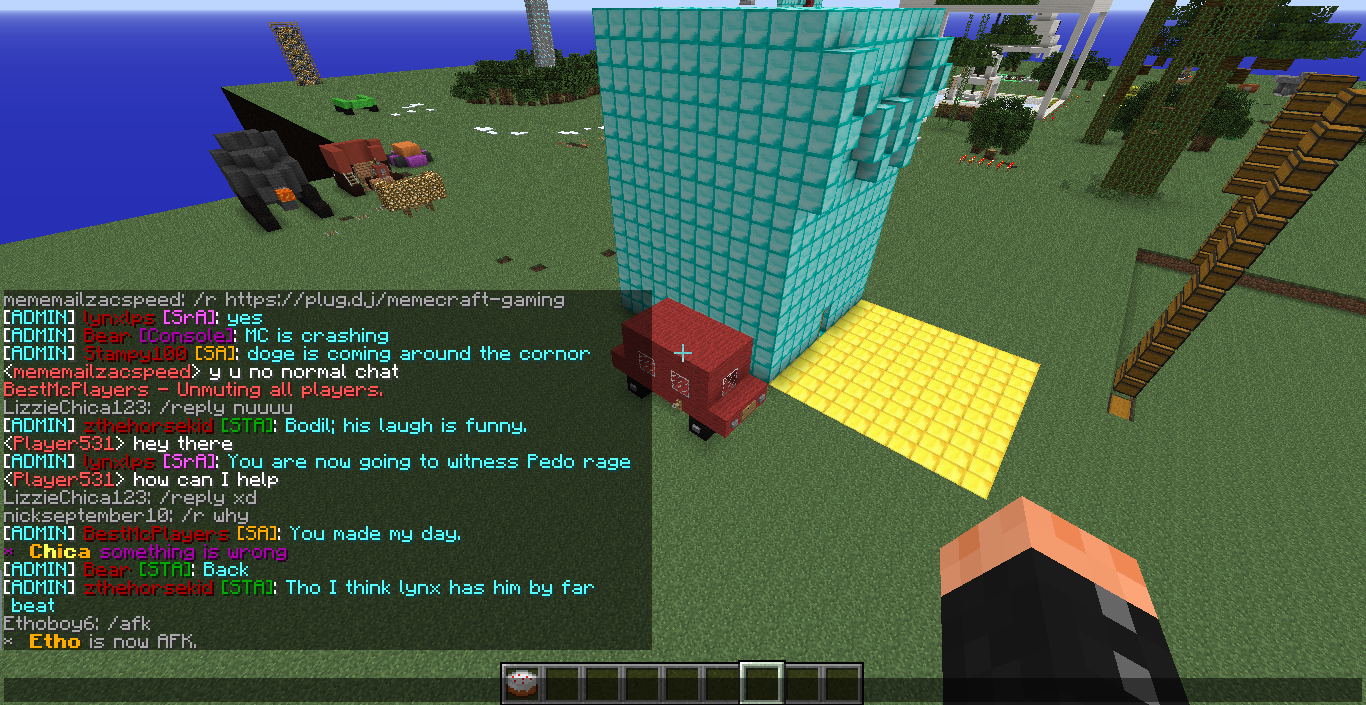 mememailzacspeed: /r https://plug.dj/memecraft-gaming
[ADMIN] lynxlps [SrA]: yes
[ADMIN] Bear [Console]: MC is crashing
[ADMIN] Stampy100 [SA]: doge is coming around the cornor
<mememailzacspeed> y u no normal chat
BestMcPlayers - Unmuting all players.
LizzieChica123: /reply nuuuu
[ADMIN] zthehorsekid [STA]: Bodil; his laugh is funny.
<Player531> hey there
[ADMIN] lynxlps [SrA]: You are now going to witness Pedo rage
<Player531> how can I help
LizzieChica123: /reply xd
nickseptember10: /r why
[ADMIN] BestMcPlayers [SA]: You made my day.
* Chica something is wrong
[ADMIN] Bear [STA]: Back
[ADMIN] zthehorsekid [STA]: Tho I think lynx has him by far
beat
Ethoboy6: /afk
* Etho is now AFK.